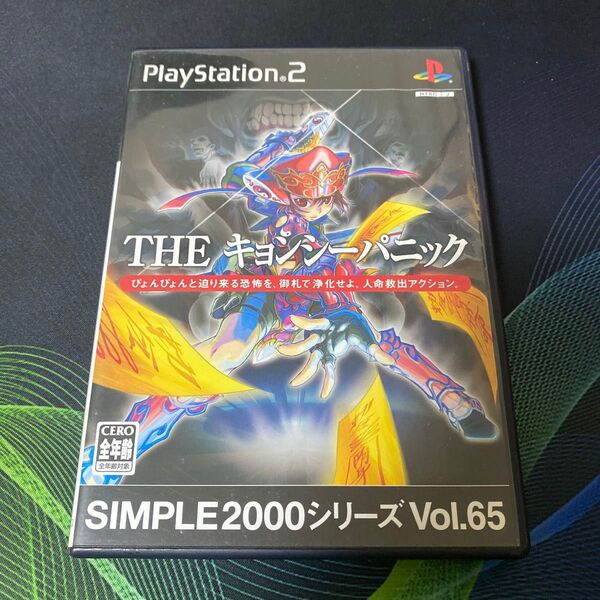 PlayStation®2
NTSC J
THE キョンシーパニック
ぴょんぴょんと迫り来る恐怖を、御札で浄化せよ。人命救出アクション。
CERO
全年齢
全年齢対象
SIMPLE2000シリーズ Vol.65